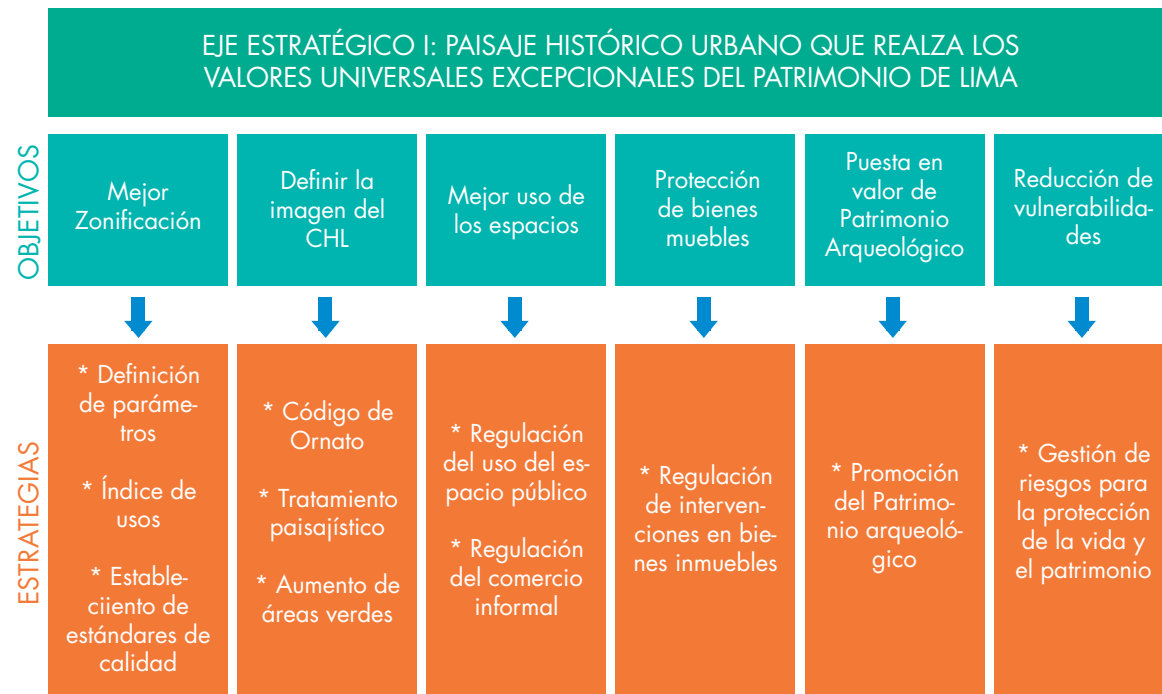 EJE ESTRATÉGICO I: PAISAJE HISTÓRICO URBANO QUE REALZA LOS
VALORES UNIVERSALES EXCEPCIONALES DEL PATRIMONIO DE LIMA
OBJETIVOS
Mejor
Zonificación
Definir la
imagen del
CHL
Mejor uso de
los espacios
Protección
de bienes
muebles
Puesta en
valor de
Patrimonio
Arqueológico
Reducción de
vulnerabilida-
des
ESTRATEGIAS
* Definición
de paráme-
tros
* Índice de
usos
* Estable-
ciiento de
estándares de
calidad
* Código de
Ornato
* Tratamiento
paisajístico
* Aumento de
áreas verdes
* Regulación
del uso del es-
pacio público
* Regulación
del comercio
informal
* Regulación
de interven-
ciones en bie-
nes inmuebles
* Promoción
del Patrimo-
nio arqueoló-
gico
* Gestión de
riesgos para
la protección
de la vida y
el patrimonio